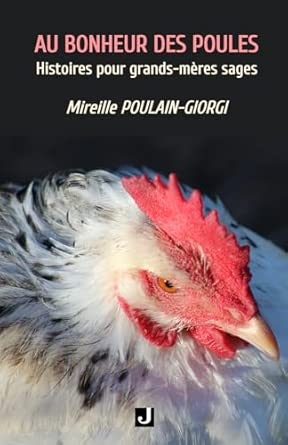 AU BONHEUR DES POULES
Histoires pour grands-mères sages
Mireille POULAIN-GIORGI
J